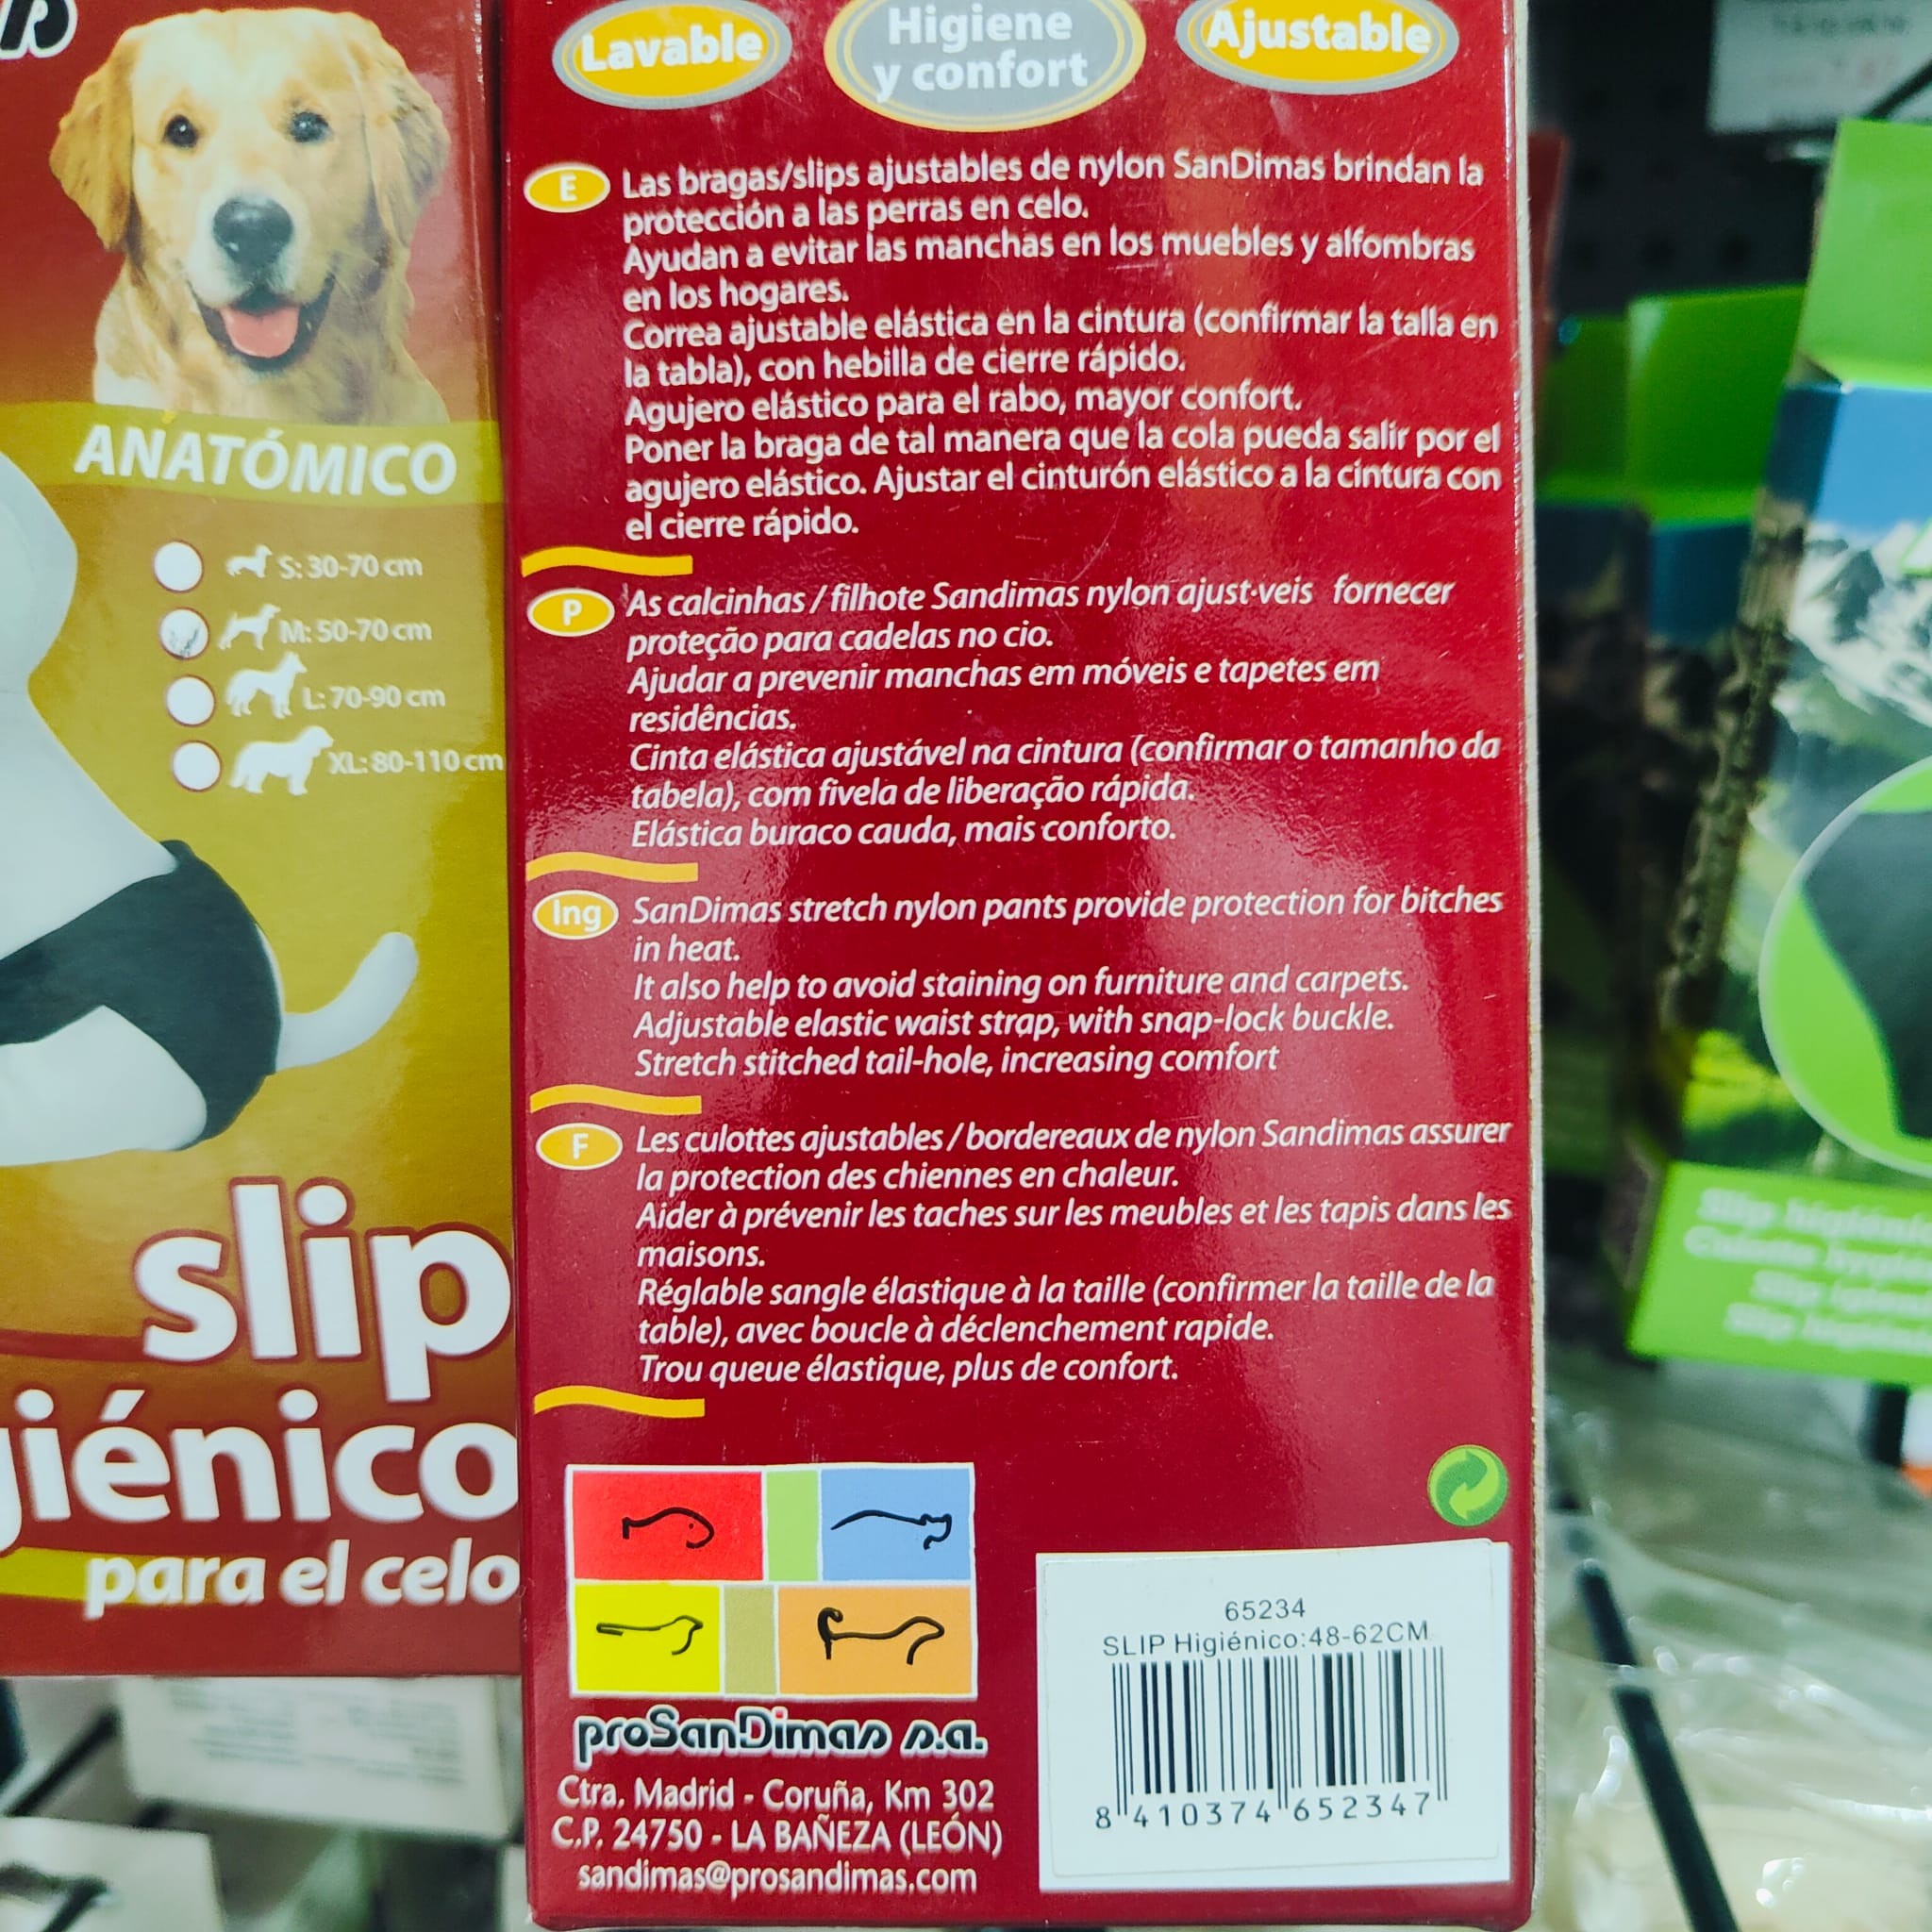 Lavable
Higiene
y confort
Ajustable
ANATÓMICO
S: 30-70 cm
M: 50-70 cm
L: 70-90 cm
XL: 80-110 cm
slip
giénico
para el celo
E
Las bragas/slips ajustables de nylon SanDimas brindan la
protección a las perras en celo.
Ayudan a evitar las manchas en los muebles y alfombras
en los hogares.
Correa ajustable elástica en la cintura (confirmar la talla en
la tabla), con hebilla de cierre rápido.
Agujero elástico para el rabo, mayor confort.
Poner la braga de tal manera que la cola pueda salir por el
agujero elástico. Ajustar el cinturón elástico a la cintura con
el cierre rápido.
P
As calcinhas / filhote Sandimas nylon ajust·veis fornecer
proteção para cadelas no cio.
Ajudar a prevenir manchas em móveis e tapetes em
residências.
Cinta elástica ajustável na cintura (confirmar o tamanho da
tabela), com fivela de liberação rápida.
Elástica buraco cauda, mais conforto.
Ing
SanDimas stretch nylon pants provide protection for bitches
in heat.
It also help to avoid staining on furniture and carpets.
Adjustable elastic waist strap, with snap-lock buckle.
Stretch stitched tail-hole, increasing comfort
F
Les culottes ajustables / bordereaux de nylon Sandimas assurer
la protection des chiennes en chaleur.
Aider à prévenir les taches sur les meubles et les tapis dans les
maisons.
Réglable sangle élastique à la taille (confirmer la taille de la
table), avec boucle à déclenchement rapide.
Trou queue élastique, plus de confort.
proSanDimas s.a.
Ctra. Madrid - Coruña, Km 302
C.P. 24750 - LA BAÑEZA (LEÓN)
sandimas@prosandimas.com
65234
SLIP Higiénico:48-62CM
8 410374 652347